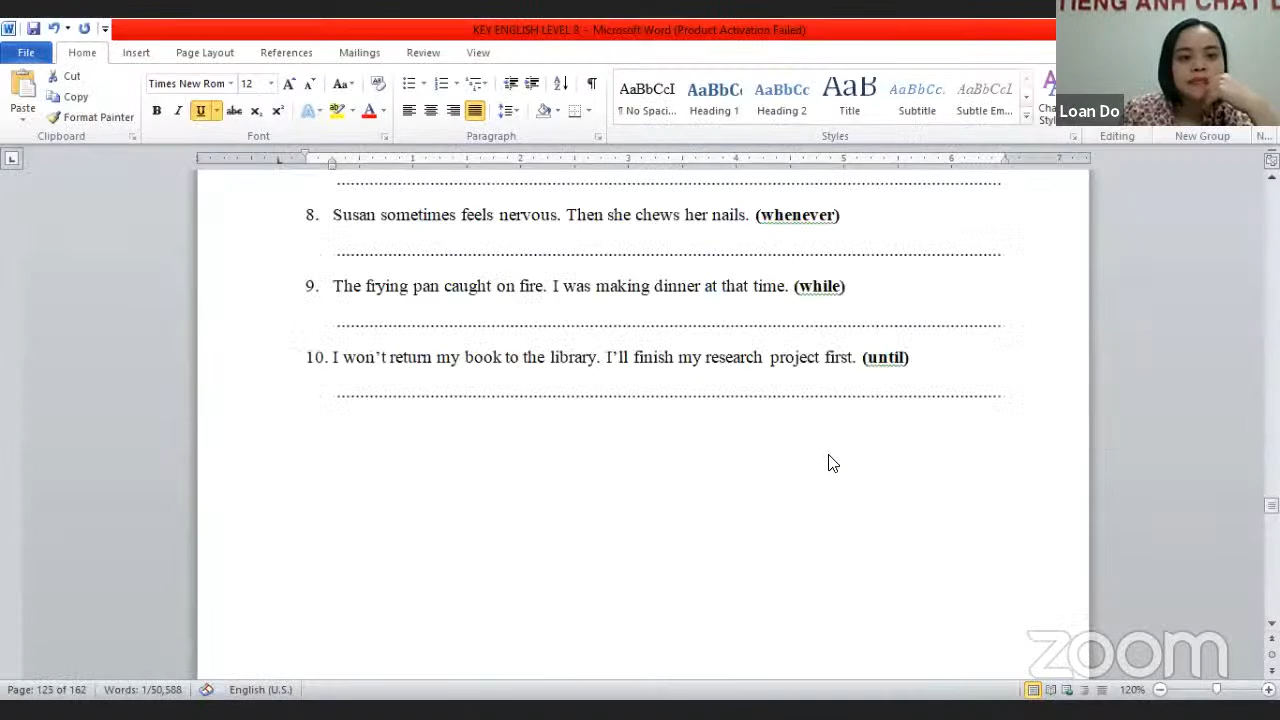 TIẾNG ANH CHẤT L
KEY ENGLISH LEVEL 8 - Microsoft Word (Product Activation Failed)
File Home Insert Page Layout References Mailings Review View
Paste
Cut
Copy
Format Painter
Clipboard
Times New Rom 12
Font
Paragraph
AaBbCcI AaBbC AaBbCc AaB AaBbCc. AaBbCcI
¶ No Spaci... Heading 1 Heading 2 Title Subtitle Subtle Em...
Styles
Editing
New Group
N...
Loan Do
8. Susan sometimes feels nervous. Then she chews her nails. (whenever)
9. The frying pan caught on fire. I was making dinner at that time. (while)
10. I won't return my book to the library. I'll finish my research project first. (until)
zoom
Page: 123 of 162 Words: 1/50,588 English (U.S.) 120%